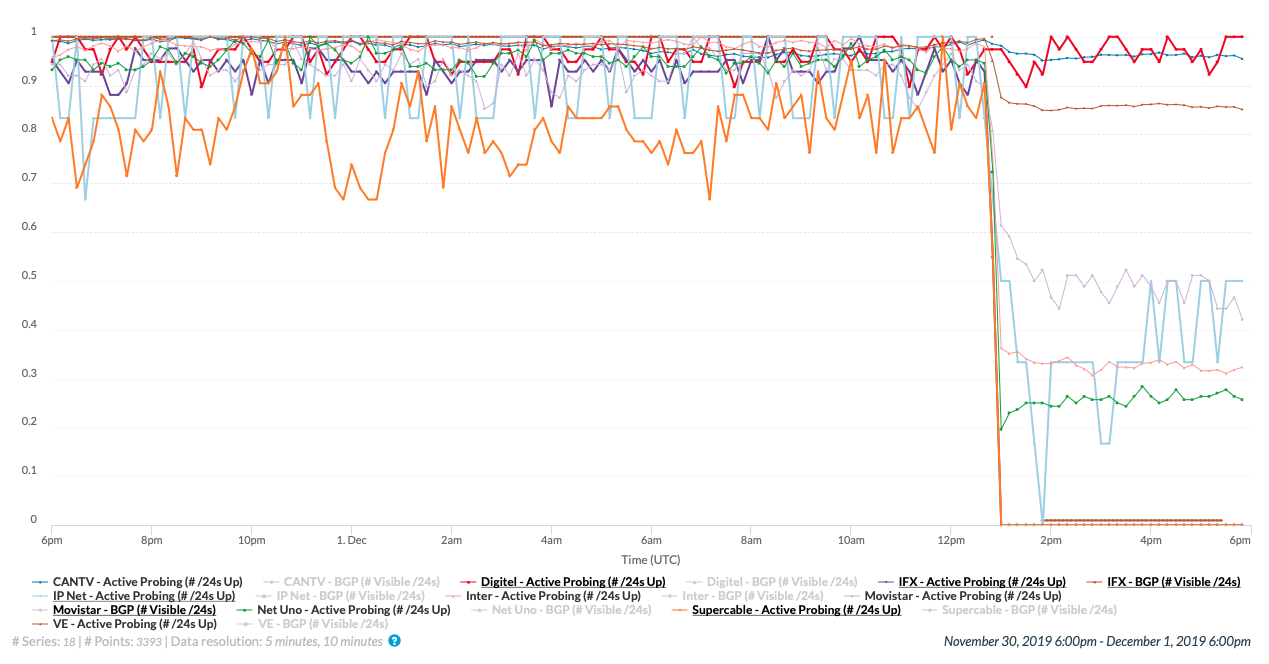 1
0.9
0.8
0.7
0.6
0.5
0.4
0.3
0.2
0.1
0
6pm 8pm 10pm 1. Dec 2am 4am 6am 8am 10am 12pm 2pm 4pm 6pm
Time (UTC)
CANTV - Active Probing (# /24s Up) CANTV - BGP (# Visible /24s) Digitel - Active Probing (# /24s Up) Digitel - BGP (# Visible /24s) IFX - Active Probing (# /24s Up) IFX - BGP (# Visible /24s)
IP Net - Active Probing (# /24s Up) IP Net - BGP (# Visible /24s) Inter - Active Probing (# /24s Up) Inter - BGP (# Visible /24s) Movistar - Active Probing (# /24s Up)
Movistar - BGP (# Visible /24s) Net Uno - Active Probing (# /24s Up) Net Uno - BGP (# Visible /24s) Supercable - Active Probing (# /24s Up) Supercable - BGP (# Visible /24s)
VE - Active Probing (# /24s Up) VE - BGP (# Visible /24s)
# Series: 18 | # Points: 3393 | Data resolution: 5 minutes, 10 minutes ? November 30, 2019 6:00pm - December 1, 2019 6:00pm